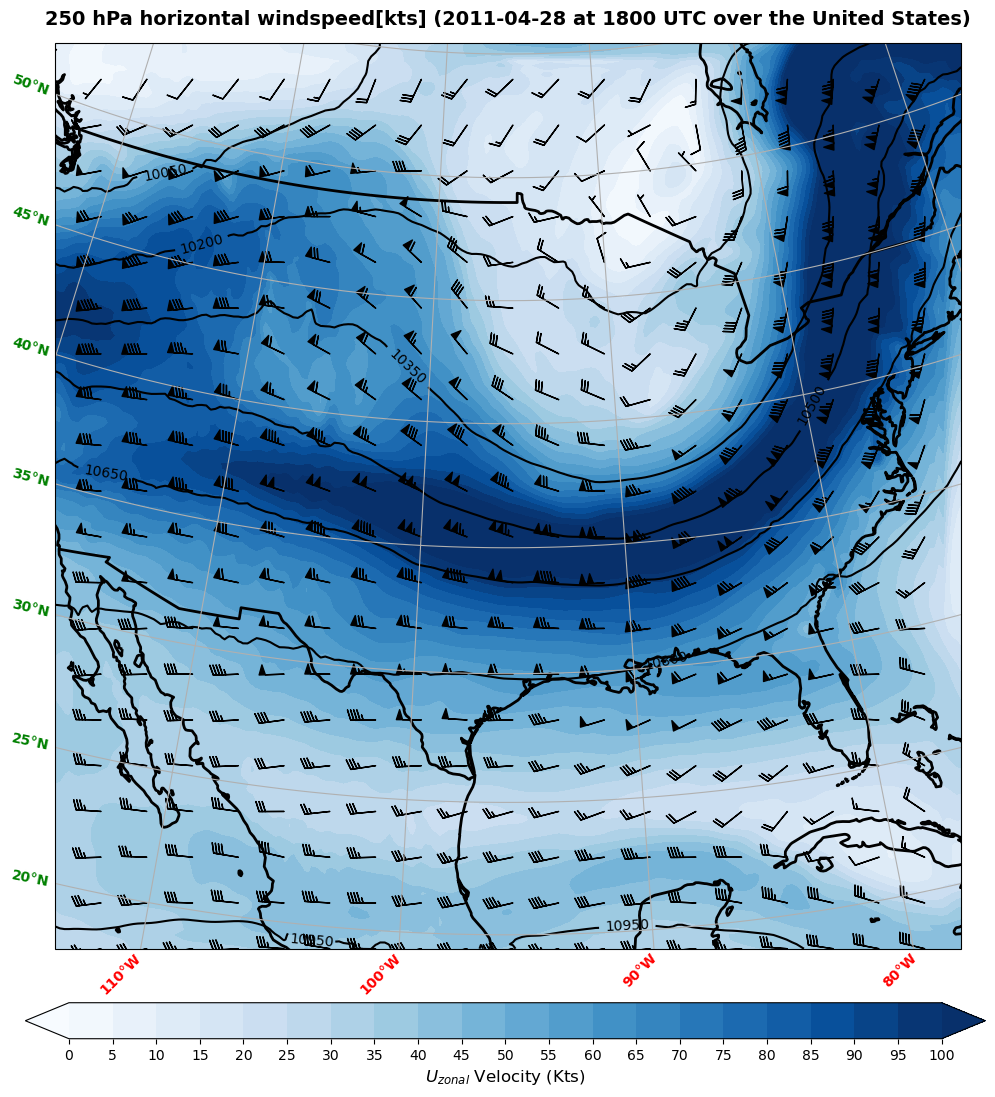 250 hPa horizontal windspeed[kts] (2011-04-28 at 1800 UTC over the United States)
50°N
45°N
40°N
35°N
30°N
25°N
20°N
10050
10200
10350
10500
10650
10800
10950
10950
110°W
100°W
90°W
80°W
0 5 10 15 20 25 30 35 40 45 50 55 60 65 70 75 80 85 90 95 100
U_zonal Velocity (Kts)